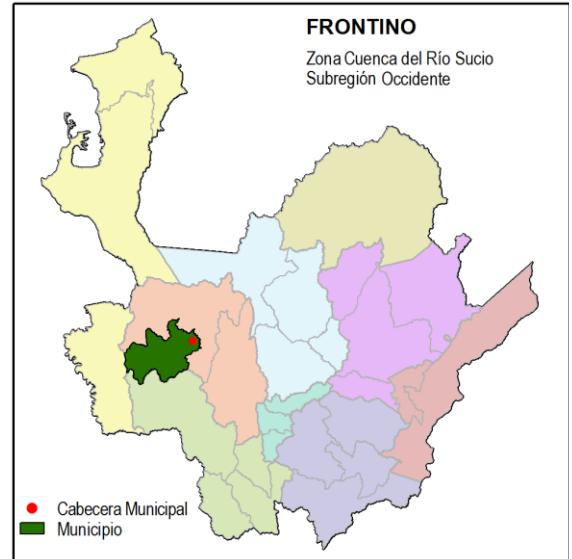 FRONTINO
Zona Cuenca del Río Sucio
Subregión Occidente
Cabecera Municipal
Municipio